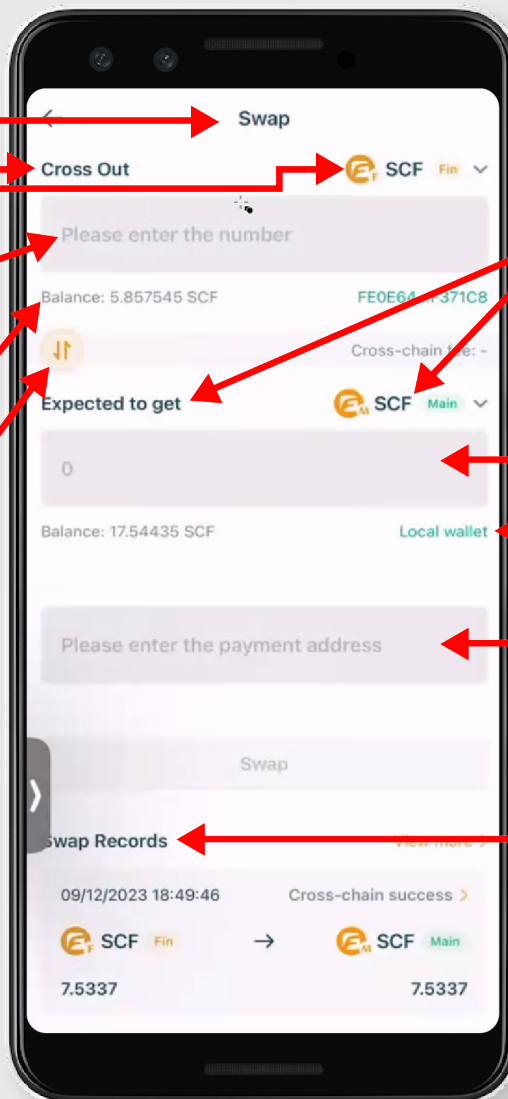 Swap
Cross Out SCF Fin
Please enter the number
Balance: 5.857545 SCF
Cross-chain fee: -
Expected to get SCF Main
0
Balance: 17.54435 SCF Local wallet
Please enter the payment address
Swap
Swap Records View more >
09/12/2023 18:49:46 Cross-chain success >
SCF Fin → SCF Main
7.5337 7.5337